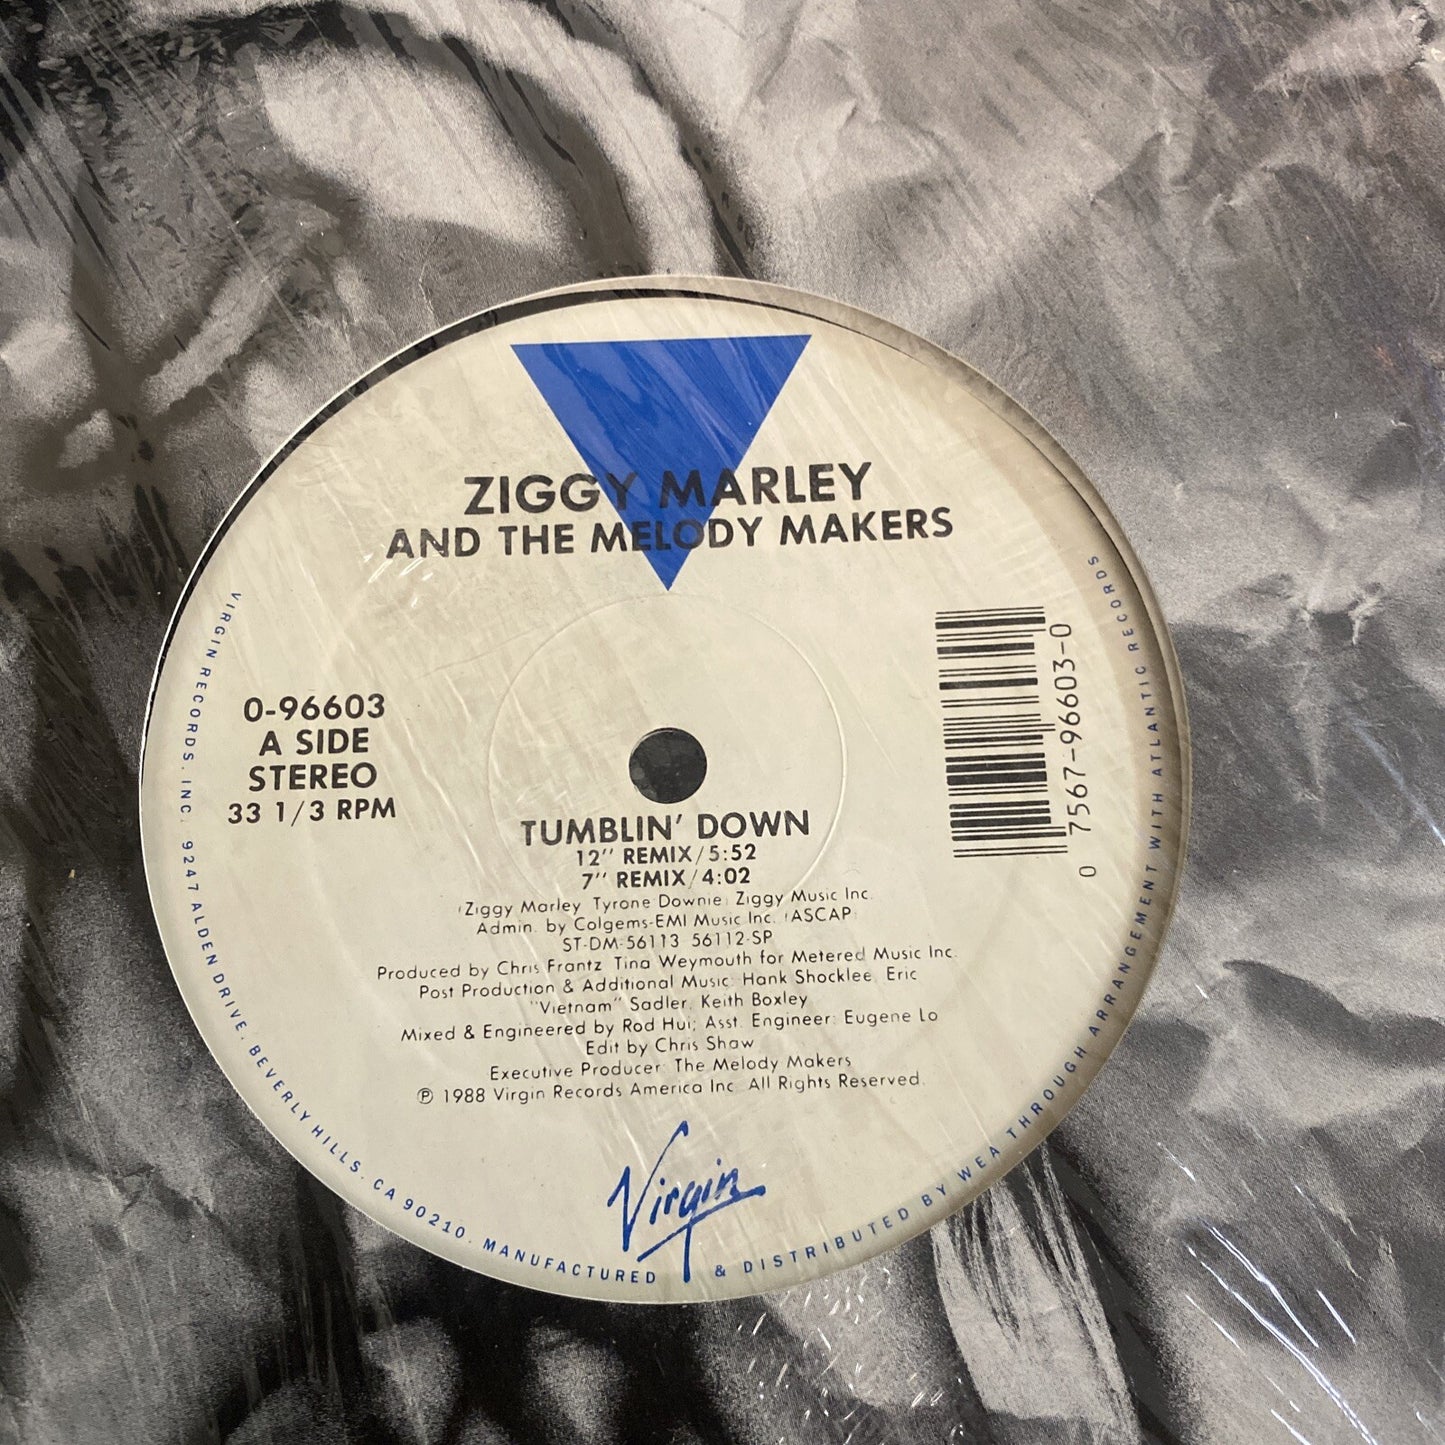 ZIGGY MARLEY
AND THE MELODY MAKERS
0-96603
A SIDE
STEREO
33 1/3 RPM
0 7567-96603-0
TUMBLIN' DOWN
12" REMIX/5:52
7" REMIX/4:02
(Ziggy Marley, Tyrone Downie) Ziggy Music Inc.
Admin. by Colgems-EMI Music Inc. (ASCAP)
ST-DM-56113 56112-SP
Produced by Chris Frantz, Tina Weymouth for Metered Music Inc.
Post Production & Additional Music: Hank Shocklee, Eric
"Vietnam" Sadler, Keith Boxley
Mixed & Engineered by Rod Hui; Asst. Engineer: Eugene Lo
Edit by Chris Shaw
Executive Producer: The Melody Makers
℗ 1988 Virgin Records America Inc. All Rights Reserved.
Virgin
VIRGIN RECORDS, INC. 9247 ALDEN DRIVE, BEVERLY HILLS, CA 90210. MANUFACTURED & DISTRIBUTED BY WEA THROUGH ARRANGEMENT WITH ATLANTIC RECORDS